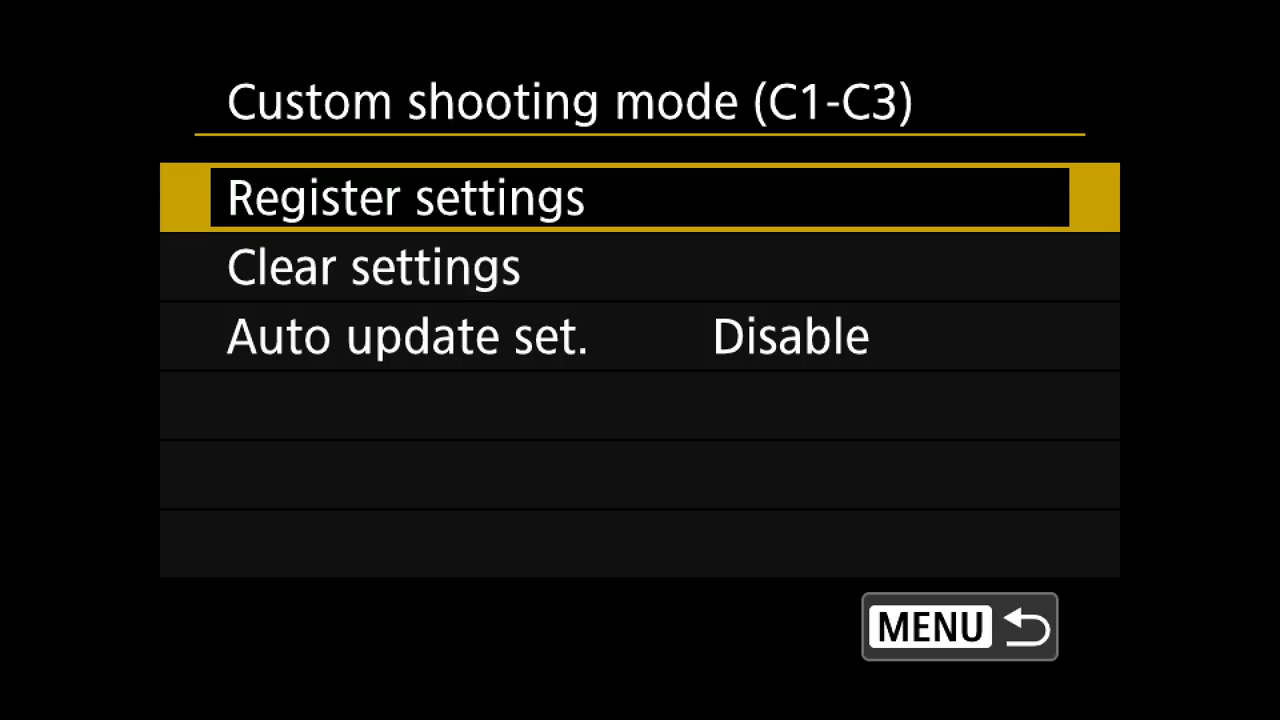 Custom shooting mode (C1-C3)
Register settings
Clear settings
Auto update set. Disable
MENU